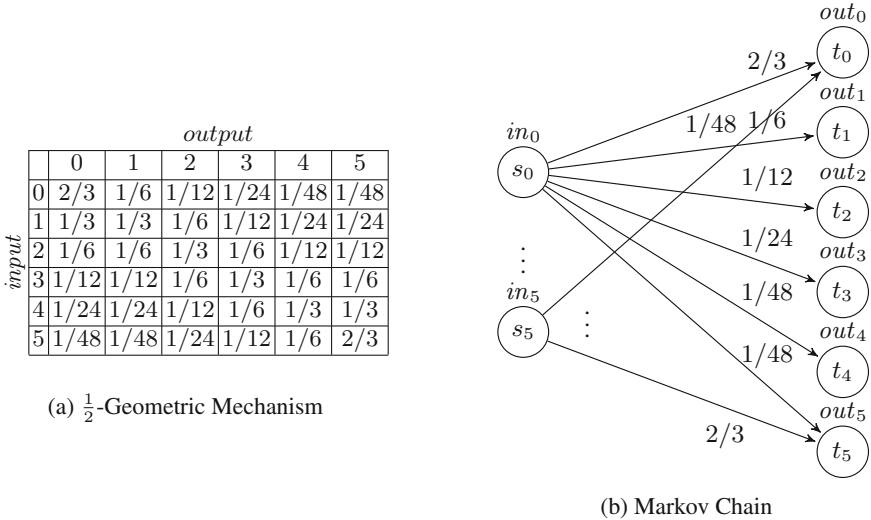 output
0 1 2 3 4 5
input
0 2/3 1/6 1/12 1/24 1/48 1/48
1 1/3 1/3 1/6 1/12 1/24 1/24
2 1/6 1/6 1/3 1/6 1/12 1/12
3 1/12 1/12 1/6 1/3 1/6 1/6
4 1/24 1/24 1/12 1/6 1/3 1/3
5 1/48 1/48 1/24 1/12 1/6 2/3
(a) ½-Geometric Mechanism
out₀
t₀
2/3
out₁
t₁
1/48 1/6
in₀
s₀
out₂
t₂
1/12
out₃
t₃
1/24
⋮
in₅
s₅
⋮
1/48
out₄
t₄
1/48
out₅
t₅
2/3
(b) Markov Chain